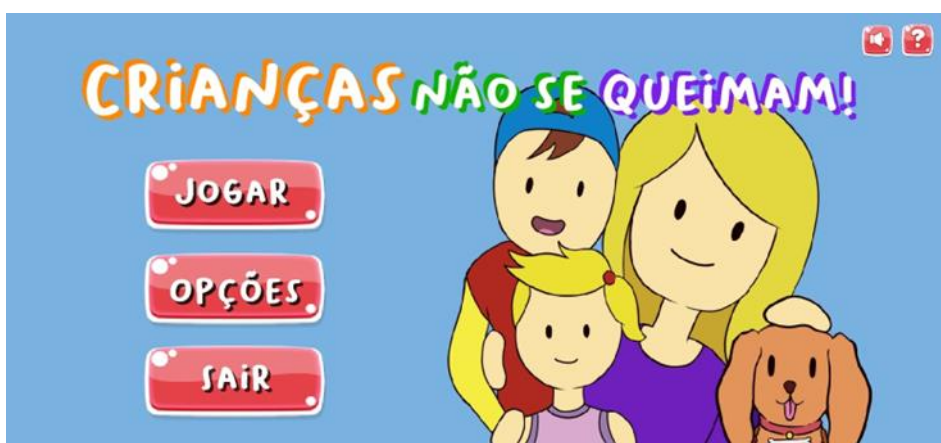 CRIANÇAS NÃO SE QUEIMAM!
JOGAR
OPÇÕES
SAIR
?